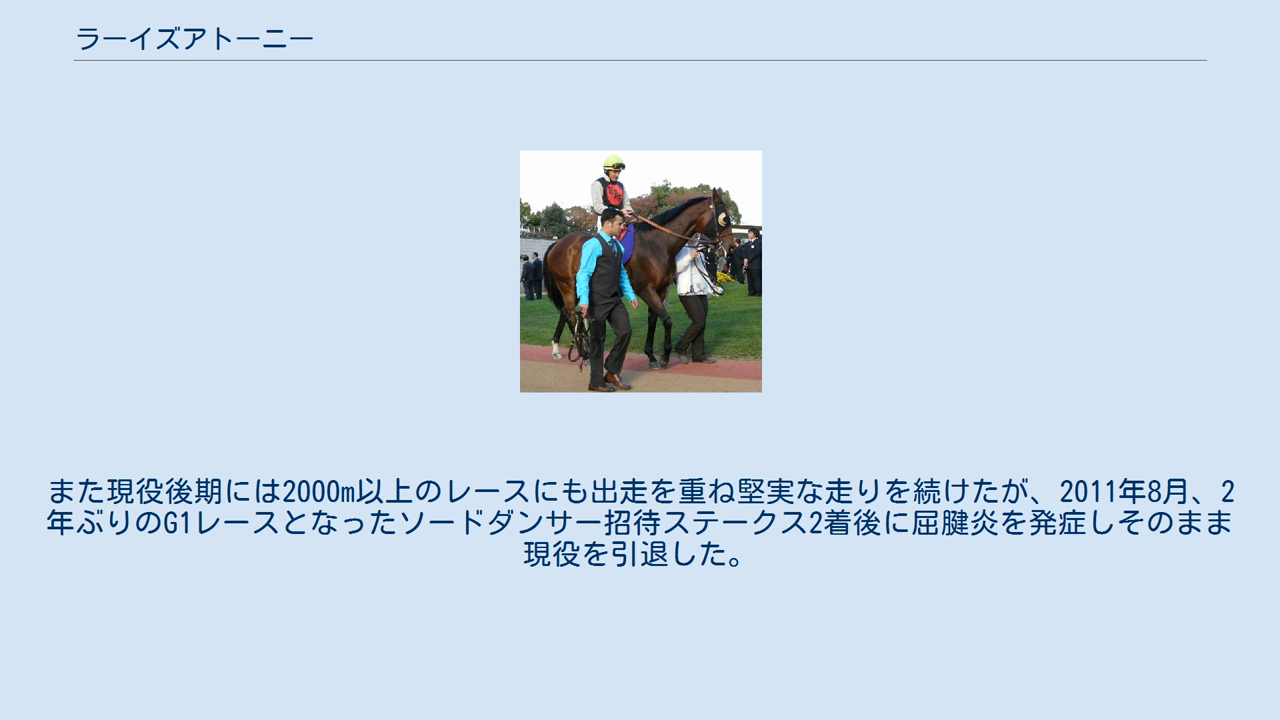 ラーイズアトーニー
また現役後期には2000m以上のレースにも出走を重ね堅実な走りを続けたが、2011年8月、2
年ぶりのG1レースとなったソードダンサー招待ステークス2着後に屈腱炎を発症しそのまま
現役を引退した。